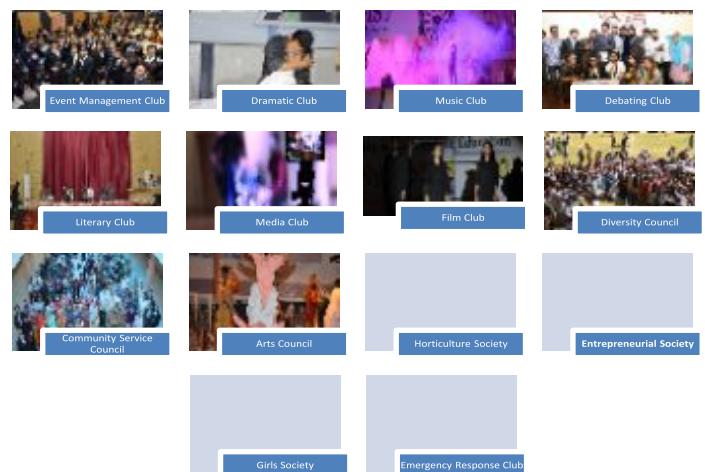 Event Management Club
Dramatic Club
Music Club
Debating Club
Literary Club
Media Club
Film Club
Diversity Council
Community Service
Council
Arts Council
Horticulture Society
Entrepreneurial Society
Girls Society
Emergency Response Club